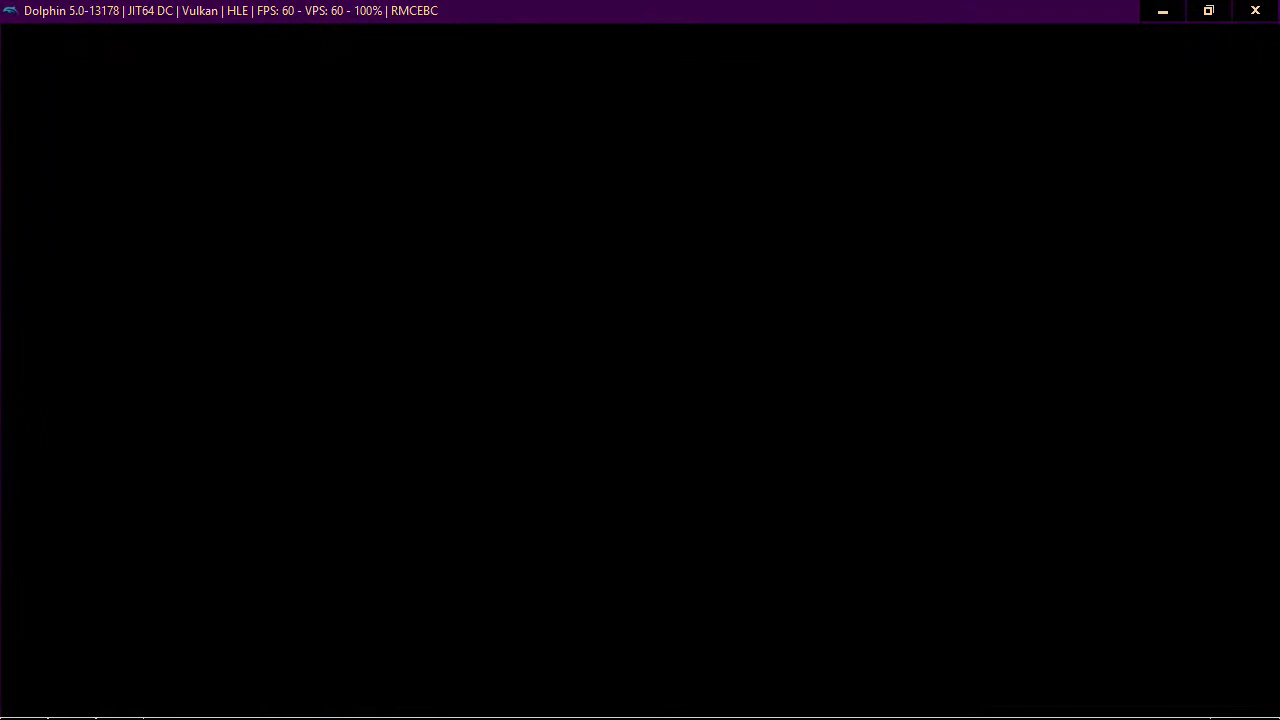 Dolphin 5.0-13178 | JIT64 DC | Vulkan | HLE | FPS: 60 - VPS: 60 - 100% | RMCEBC